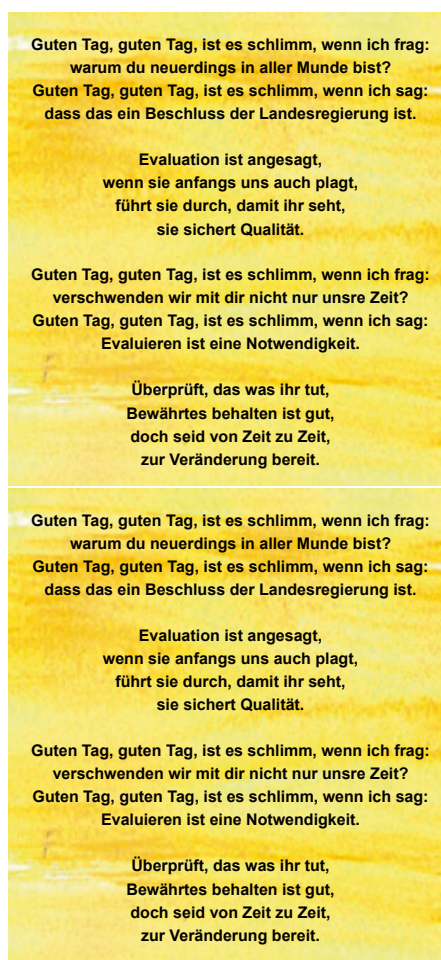 Guten Tag, guten Tag, ist es schlimm, wenn ich frag:
warum du neuerdings in aller Munde bist?
Guten Tag, guten Tag, ist es schlimm, wenn ich sag:
dass das ein Beschluss der Landesregierung ist.
Evaluation ist angesagt,
wenn sie anfangs uns auch plagt,
führt sie durch, damit ihr seht,
sie sichert Qualität.
Guten Tag, guten Tag, ist es schlimm, wenn ich frag:
verschwenden wir mit dir nicht nur unsre Zeit?
Guten Tag, guten Tag, ist es schlimm, wenn ich sag:
Evaluieren ist eine Notwendigkeit.
Überprüft, das was ihr tut,
Bewährtes behalten ist gut,
doch seid von Zeit zu Zeit,
zur Veränderung bereit.
Guten Tag, guten Tag, ist es schlimm, wenn ich frag:
warum du neuerdings in aller Munde bist?
Guten Tag, guten Tag, ist es schlimm, wenn ich sag:
dass das ein Beschluss der Landesregierung ist.
Evaluation ist angesagt,
wenn sie anfangs uns auch plagt,
führt sie durch, damit ihr seht,
sie sichert Qualität.
Guten Tag, guten Tag, ist es schlimm, wenn ich frag:
verschwenden wir mit dir nicht nur unsre Zeit?
Guten Tag, guten Tag, ist es schlimm, wenn ich sag:
Evaluieren ist eine Notwendigkeit.
Überprüft, das was ihr tut,
Bewährtes behalten ist gut,
doch seid von Zeit zu Zeit,
zur Veränderung bereit.